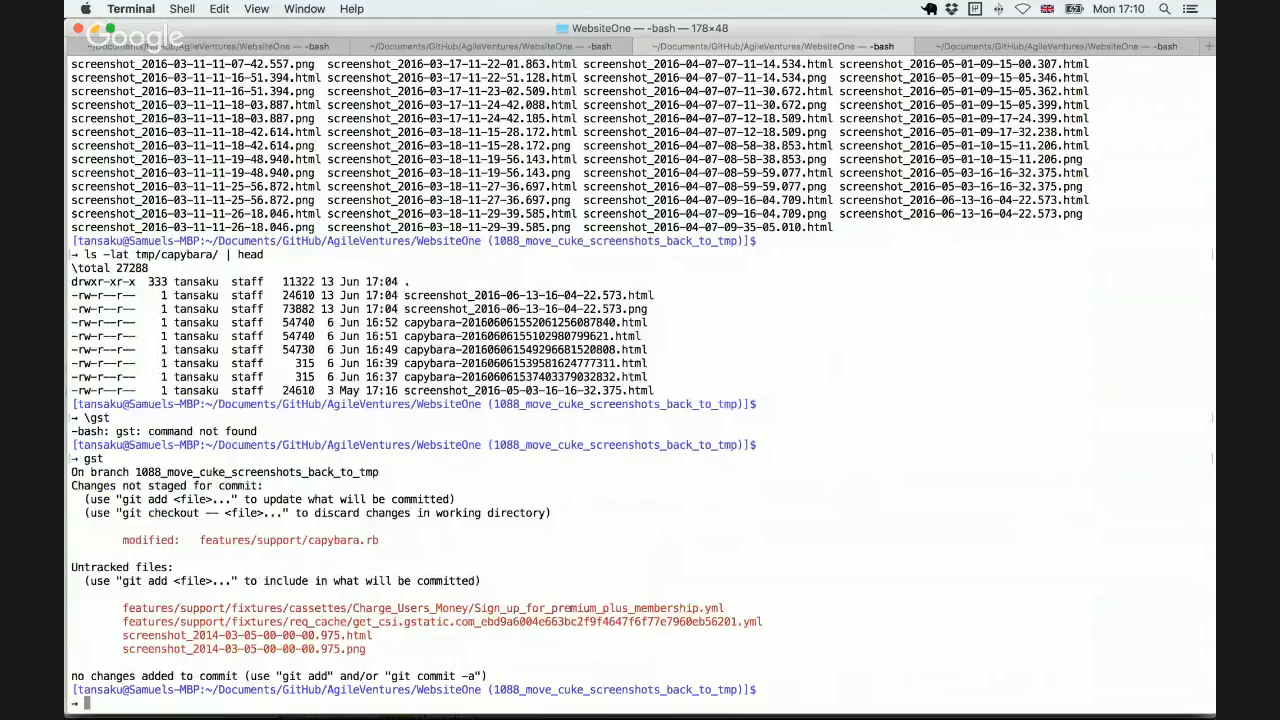 Terminal Shell Edit View Window Help Mon 17:10
Google
WebsiteOne — -bash — 178×48
~/Documents/GitHub/AgileVentures/WebsiteOne — -bash ~/Documents/GitHub/AgileVentures/WebsiteOne — -bash ~/Documents/GitHub/AgileVentures/WebsiteOne — -bash ~/Documents/GitHub/AgileVentures/WebsiteOne — -bash +
screenshot_2016-03-11-11-07-42.557.png screenshot_2016-03-17-11-22-01.863.html screenshot_2016-04-07-07-11-14.534.html screenshot_2016-05-01-09-15-00.307.html
screenshot_2016-03-11-11-16-51.394.html screenshot_2016-03-17-11-22-51.128.html screenshot_2016-04-07-07-11-14.534.png screenshot_2016-05-01-09-15-05.346.html
screenshot_2016-03-11-11-16-51.394.png screenshot_2016-03-17-11-23-02.509.html screenshot_2016-04-07-07-11-30.672.html screenshot_2016-05-01-09-15-05.362.html
screenshot_2016-03-11-11-18-03.887.html screenshot_2016-03-17-11-24-42.088.html screenshot_2016-04-07-07-11-30.672.png screenshot_2016-05-01-09-15-05.399.html
screenshot_2016-03-11-11-18-03.887.png screenshot_2016-03-17-11-24-42.185.html screenshot_2016-04-07-07-12-18.509.html screenshot_2016-05-01-09-17-24.399.html
screenshot_2016-03-11-11-18-42.614.html screenshot_2016-03-18-11-15-28.172.html screenshot_2016-04-07-07-12-18.509.png screenshot_2016-05-01-09-17-32.238.html
screenshot_2016-03-11-11-18-42.614.png screenshot_2016-03-18-11-15-28.172.png screenshot_2016-04-07-08-58-38.853.html screenshot_2016-05-01-10-15-11.206.html
screenshot_2016-03-11-11-19-48.940.html screenshot_2016-03-18-11-19-56.143.html screenshot_2016-04-07-08-58-38.853.png screenshot_2016-05-01-10-15-11.206.png
screenshot_2016-03-11-11-19-48.940.png screenshot_2016-03-18-11-19-56.143.png screenshot_2016-04-07-08-59-59.077.html screenshot_2016-05-03-16-16-32.375.html
screenshot_2016-03-11-11-25-56.872.html screenshot_2016-03-18-11-27-36.697.html screenshot_2016-04-07-08-59-59.077.png screenshot_2016-05-03-16-16-32.375.png
screenshot_2016-03-11-11-25-56.872.png screenshot_2016-03-18-11-27-36.697.png screenshot_2016-04-07-09-16-04.709.html screenshot_2016-06-13-16-04-22.573.html
screenshot_2016-03-11-11-26-18.046.html screenshot_2016-03-18-11-29-39.585.html screenshot_2016-04-07-09-16-04.709.png screenshot_2016-06-13-16-04-22.573.png
screenshot_2016-03-11-11-26-18.046.png screenshot_2016-03-18-11-29-39.585.png screenshot_2016-04-07-09-35-05.010.html
[tansaku@Samuels-MBP:~/Documents/GitHub/AgileVentures/WebsiteOne (1088_move_cuke_screenshots_back_to_tmp)]$
→ ls -lat tmp/capybara/ | head
\total 27288
drwxr-xr-x 333 tansaku staff 11322 13 Jun 17:04 .
-rw-r--r-- 1 tansaku staff 24610 13 Jun 17:04 screenshot_2016-06-13-16-04-22.573.html
-rw-r--r-- 1 tansaku staff 73882 13 Jun 17:04 screenshot_2016-06-13-16-04-22.573.png
-rw-r--r-- 1 tansaku staff 54740 6 Jun 16:52 capybara-201606061552061256087840.html
-rw-r--r-- 1 tansaku staff 54740 6 Jun 16:51 capybara-20160606155102980799621.html
-rw-r--r-- 1 tansaku staff 54730 6 Jun 16:49 capybara-201606061549296681520808.html
-rw-r--r-- 1 tansaku staff 315 6 Jun 16:39 capybara-201606061539581624777311.html
-rw-r--r-- 1 tansaku staff 315 6 Jun 16:37 capybara-201606061537403379032832.html
-rw-r--r-- 1 tansaku staff 24610 3 May 17:16 screenshot_2016-05-03-16-16-32.375.html
[tansaku@Samuels-MBP:~/Documents/GitHub/AgileVentures/WebsiteOne (1088_move_cuke_screenshots_back_to_tmp)]$
→ \gst
-bash: gst: command not found
[tansaku@Samuels-MBP:~/Documents/GitHub/AgileVentures/WebsiteOne (1088_move_cuke_screenshots_back_to_tmp)]$
→ gst
On branch 1088_move_cuke_screenshots_back_to_tmp
Changes not staged for commit:
(use "git add <file>..." to update what will be committed)
(use "git checkout -- <file>..." to discard changes in working directory)
modified: features/support/capybara.rb
Untracked files:
(use "git add <file>..." to include in what will be committed)
features/support/fixtures/cassettes/Charge_Users_Money/Sign_up_for_premium_plus_membership.yml
features/support/fixtures/req_cache/get_csi.gstatic.com_ebd9a6004e663bc2f9f4647f6f77e7960eb56201.yml
screenshot_2014-03-05-00-00-00.975.html
screenshot_2014-03-05-00-00-00.975.png
no changes added to commit (use "git add" and/or "git commit -a")
[tansaku@Samuels-MBP:~/Documents/GitHub/AgileVentures/WebsiteOne (1088_move_cuke_screenshots_back_to_tmp)]$
→